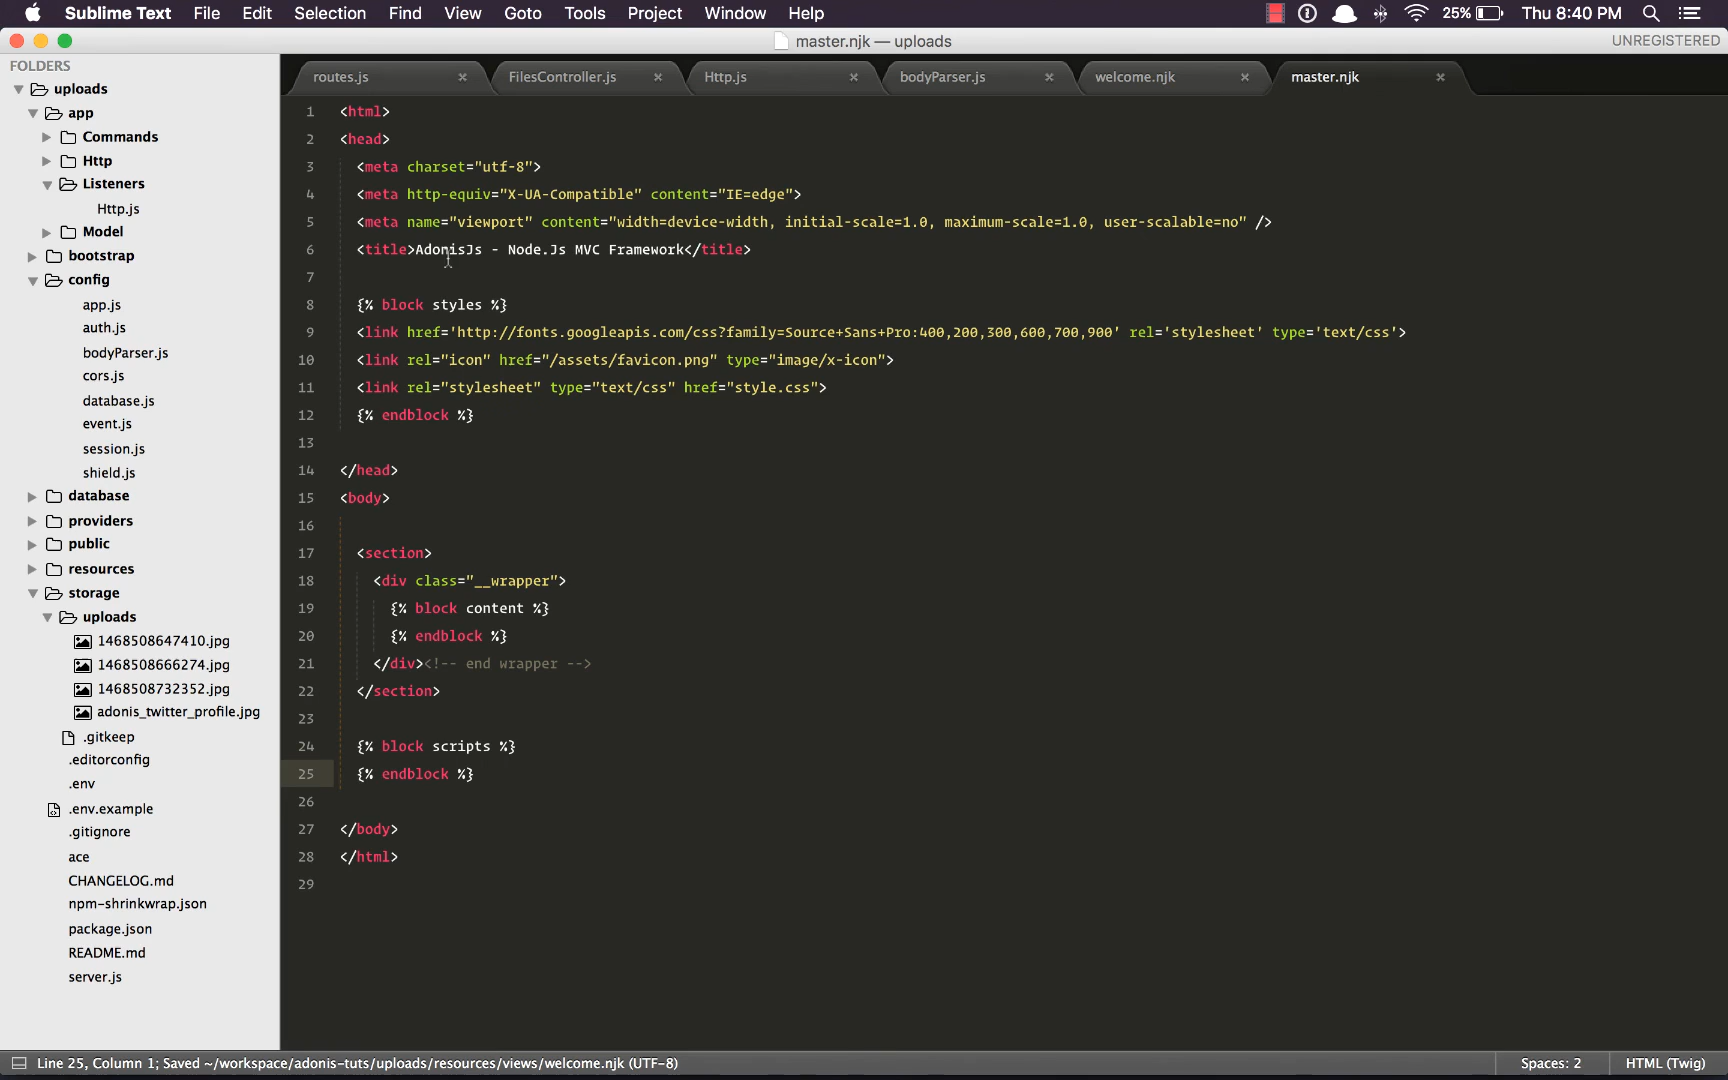 Sublime Text File Edit Selection Find View Goto Tools Project Window Help 25% Thu 8:40 PM
master.njk — uploads UNREGISTERED
FOLDERS
uploads
app
Commands
Http
Listeners
Http.js
Model
bootstrap
config
app.js
auth.js
bodyParser.js
cors.js
database.js
event.js
session.js
shield.js
database
providers
public
resources
storage
uploads
1468508647410.jpg
1468508666274.jpg
1468508732352.jpg
adonis_twitter_profile.jpg
.gitkeep
.editorconfig
.env
.env.example
.gitignore
ace
CHANGELOG.md
npm-shrinkwrap.json
package.json
README.md
server.js
routes.js × FilesController.js × Http.js × bodyParser.js × welcome.njk × master.njk ×
1 <html>
2 <head>
3 <meta charset="utf-8">
4 <meta http-equiv="X-UA-Compatible" content="IE=edge">
5 <meta name="viewport" content="width=device-width, initial-scale=1.0, maximum-scale=1.0, user-scalable=no" />
6 <title>AdonisJs - Node.Js MVC Framework</title>
7
8 {% block styles %}
9 <link href='http://fonts.googleapis.com/css?family=Source+Sans+Pro:400,200,300,600,700,900' rel='stylesheet' type='text/css'>
10 <link rel="icon" href="/assets/favicon.png" type="image/x-icon">
11 <link rel="stylesheet" type="text/css" href="style.css">
12 {% endblock %}
13
14 </head>
15 <body>
16
17 <section>
18 <div class="__wrapper">
19 {% block content %}
20 {% endblock %}
21 </div><!-- end wrapper -->
22 </section>
23
24 {% block scripts %}
25 {% endblock %}
26
27 </body>
28 </html>
29
Line 25, Column 1; Saved ~/workspace/adonis-tuts/uploads/resources/views/welcome.njk (UTF-8) Spaces: 2 HTML (Twig)